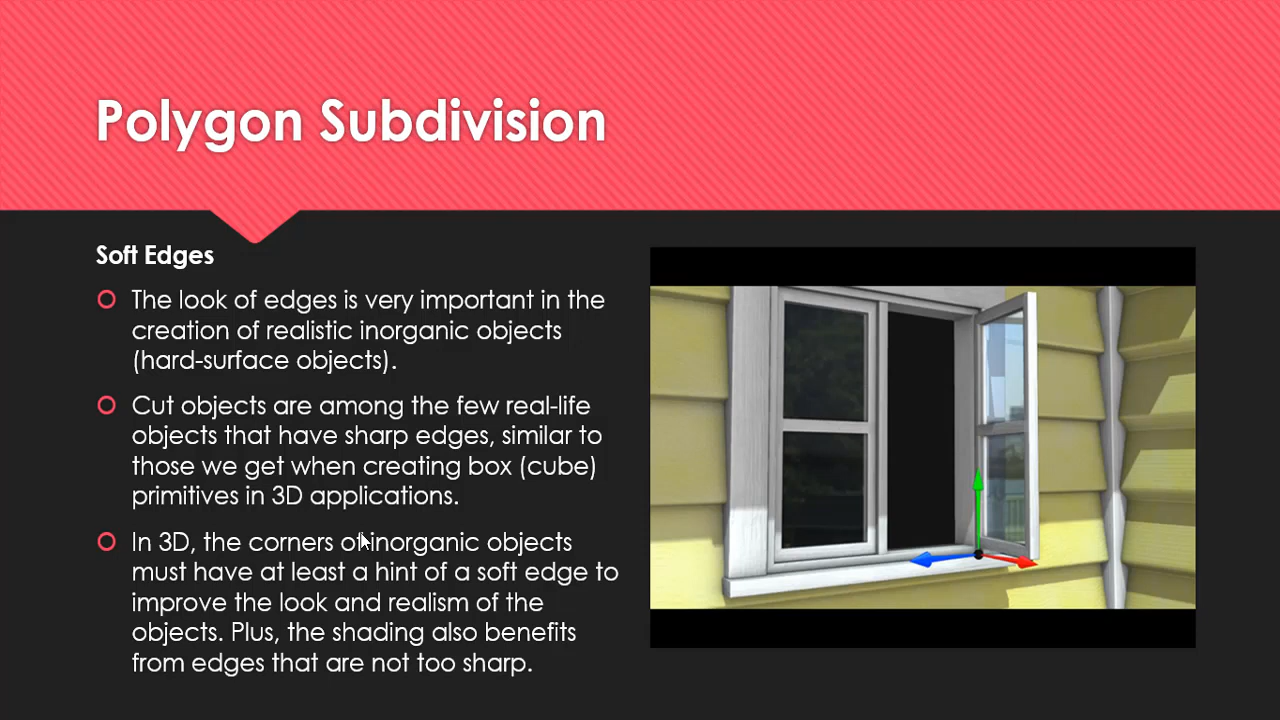 Polygon Subdivision
Soft Edges
The look of edges is very important in the
creation of realistic inorganic objects
(hard-surface objects).
Cut objects are among the few real-life
objects that have sharp edges, similar to
those we get when creating box (cube)
primitives in 3D applications.
In 3D, the corners of inorganic objects
must have at least a hint of a soft edge to
improve the look and realism of the
objects. Plus, the shading also benefits
from edges that are not too sharp.